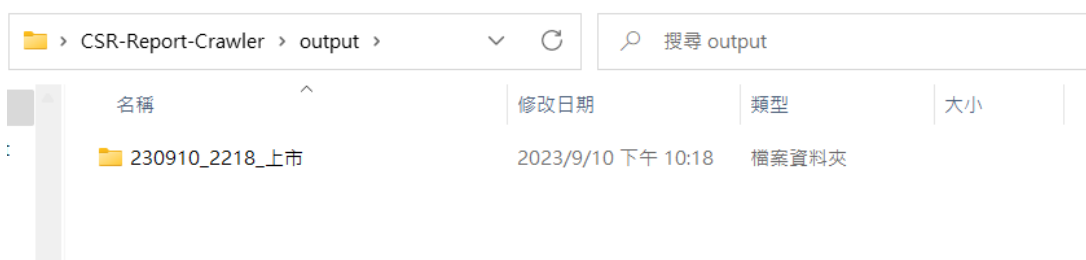 CSR-Report-Crawler > output >
搜尋 output
名稱 修改日期 類型 大小
230910_2218_上市 2023/9/10 下午 10:18 檔案資料夾